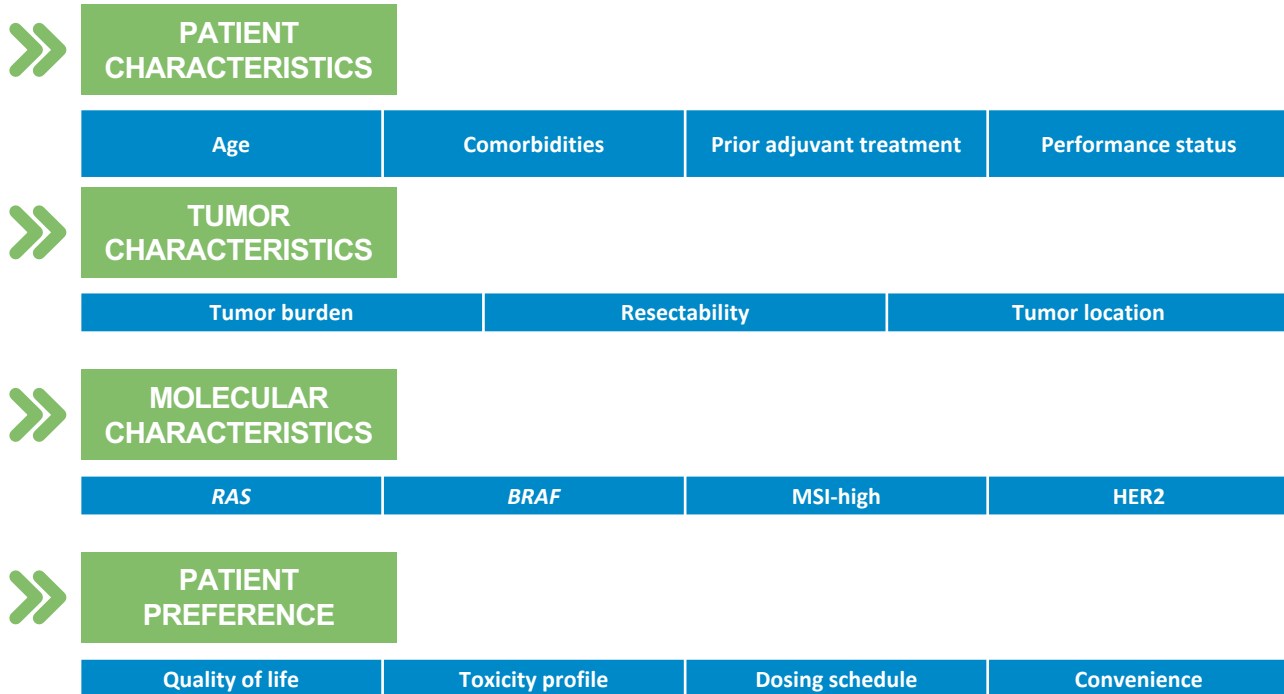 PATIENT
CHARACTERISTICS
Age Comorbidities Prior adjuvant treatment Performance status
TUMOR
CHARACTERISTICS
Tumor burden Resectability Tumor location
MOLECULAR
CHARACTERISTICS
RAS BRAF MSI-high HER2
PATIENT
PREFERENCE
Quality of life Toxicity profile Dosing schedule Convenience